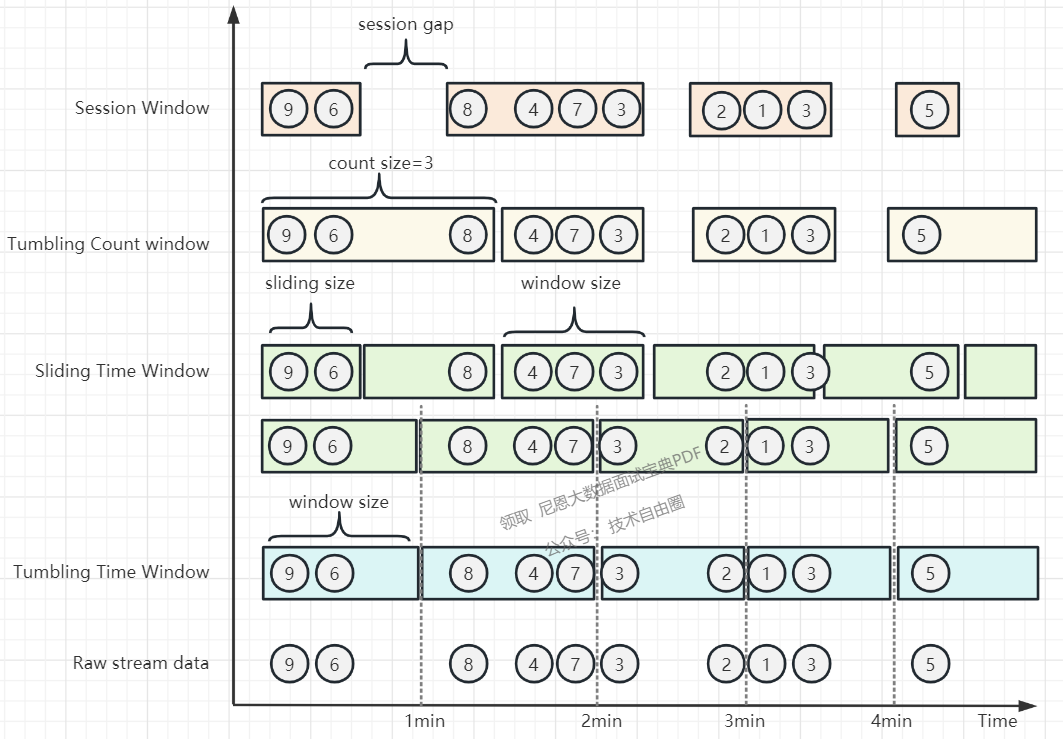 session gap
Session Window 9 6 8 4 7 3 2 1 3 5
count size=3
Tumbling Count window 9 6 8 4 7 3 2 1 3 5
sliding size window size
Sliding Time Window 9 6 8 4 7 3 2 1 3 5
9 6 8 4 7 3 2 1 3 5
领取 尼恩大数据面试宝典PDF
window size
公众号： 技术自由圈
Tumbling Time Window 9 6 8 4 7 3 2 1 3 5
Raw stream data 9 6 8 4 7 3 2 1 3 5
1min 2min 3min 4min Time